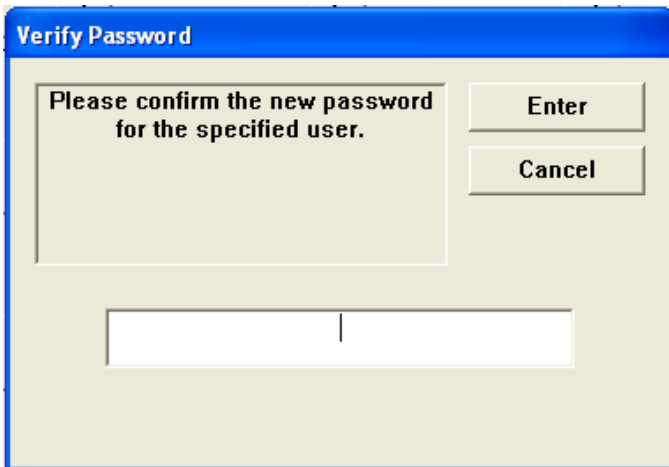 Verify Password
Please confirm the new password
for the specified user.
Enter
Cancel